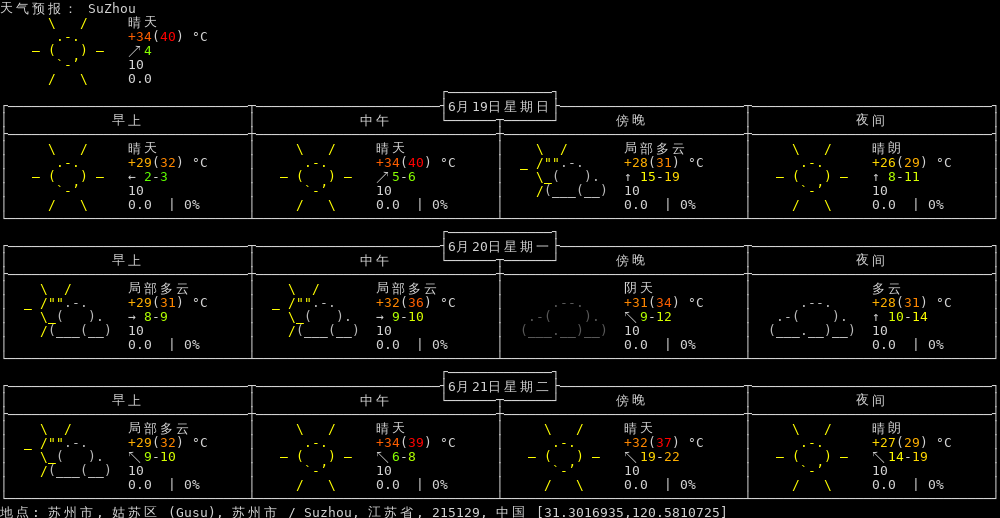 天气预报： SuZhou
晴天
+34(40) °C
↗ 4
10
0.0
6月19日星期日
早上 中午 傍晚 夜间
晴天 晴天 局部多云 晴朗
+29(32) °C +34(40) °C +28(31) °C +26(29) °C
← 2-3 ↗ 5-6 ↑ 15-19 ↑ 8-11
10 10 10 10
0.0 | 0% 0.0 | 0% 0.0 | 0% 0.0 | 0%
6月20日星期一
早上 中午 傍晚 夜间
局部多云 局部多云 阴天 多云
+29(31) °C +32(36) °C +31(34) °C +28(31) °C
→ 8-9 → 9-10 ↖ 9-12 ↑ 10-14
10 10 10 10
0.0 | 0% 0.0 | 0% 0.0 | 0% 0.0 | 0%
6月21日星期二
早上 中午 傍晚 夜间
局部多云 晴天 晴天 晴朗
+29(32) °C +34(39) °C +32(37) °C +27(29) °C
↖ 9-10 ↖ 6-8 ↖ 19-22 ↖ 14-19
10 10 10 10
0.0 | 0% 0.0 | 0% 0.0 | 0% 0.0 | 0%
地点: 苏州市, 姑苏区 (Gusu), 苏州市 / Suzhou, 江苏省, 215129, 中国 [31.3016935,120.5810725]